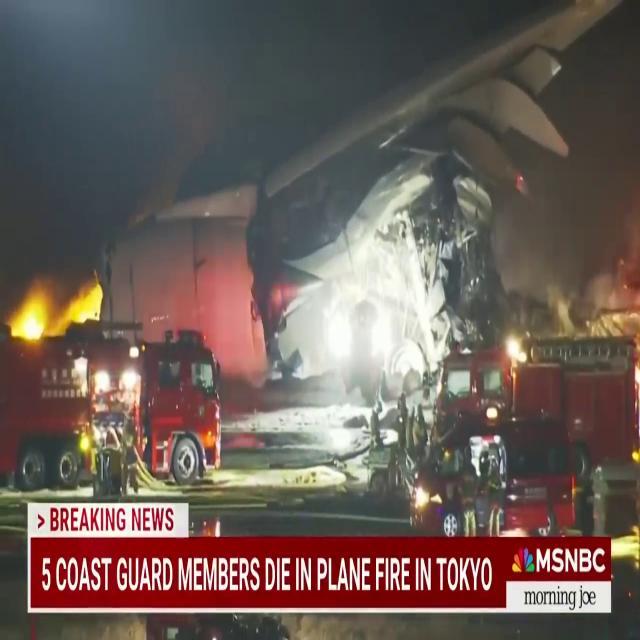 > BREAKING NEWS
5 COAST GUARD MEMBERS DIE IN PLANE FIRE IN TOKYO
MSNBC
morning joe